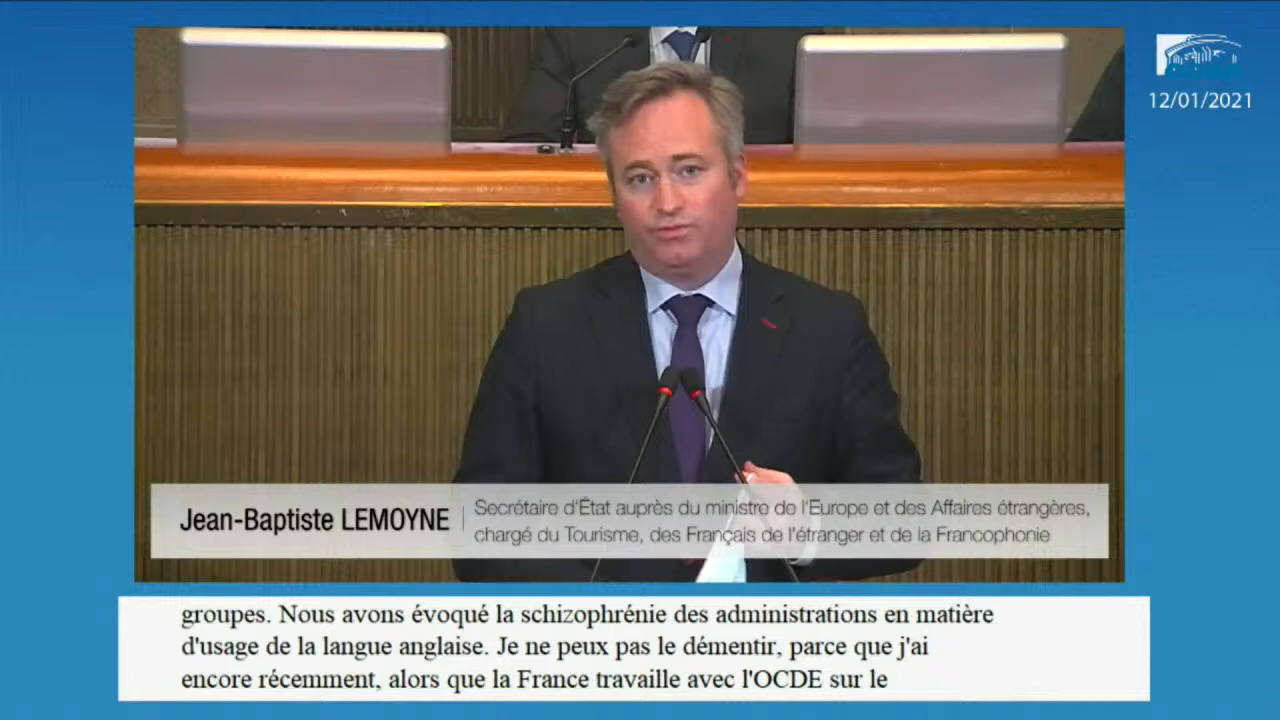 12/01/2021
Jean-Baptiste LEMOYNE
Secrétaire d'État auprès du ministre de l'Europe et des Affaires étrangères,
chargé du Tourisme, des Français de l'étranger et de la Francophonie
groupes. Nous avons évoqué la schizophrénie des administrations en matière
d'usage de la langue anglaise. Je ne peux pas le démentir, parce que j'ai
encore récemment, alors que la France travaille avec l'OCDE sur le